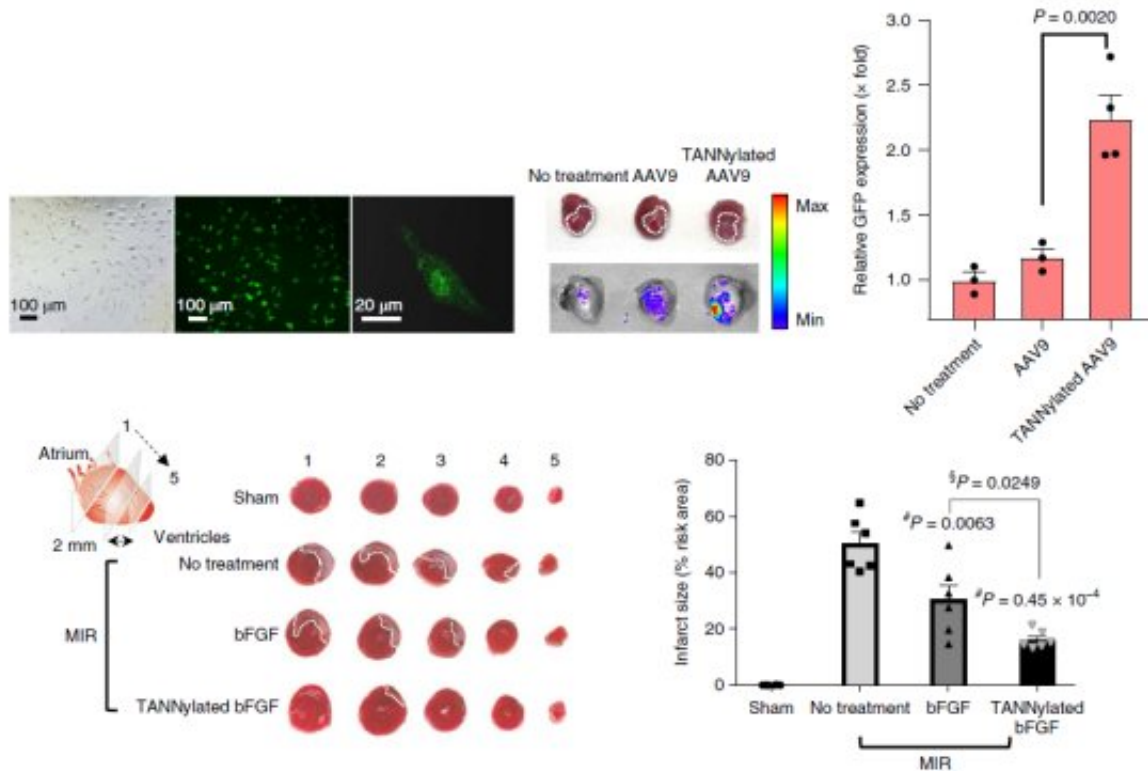 100 μm
100 μm
20 μm
No treatment AAV9
TANNylated
AAV9
Max
Min
Relative GFP expression (× fold)
3.0
2.5
2.0
1.5
1.0
P = 0.0020
No treatment
AAV9
TANNylated AAV9
Atrium
1
5
2 mm
Ventricles
1 2 3 4 5
Sham
No treatment
bFGF
TANNylated bFGF
MIR
Infarct size (% risk area)
80
60
40
20
0
§P = 0.0249
#P = 0.0063
#P = 0.45 × 10⁻⁴
Sham No treatment bFGF TANNylated
bFGF
MIR